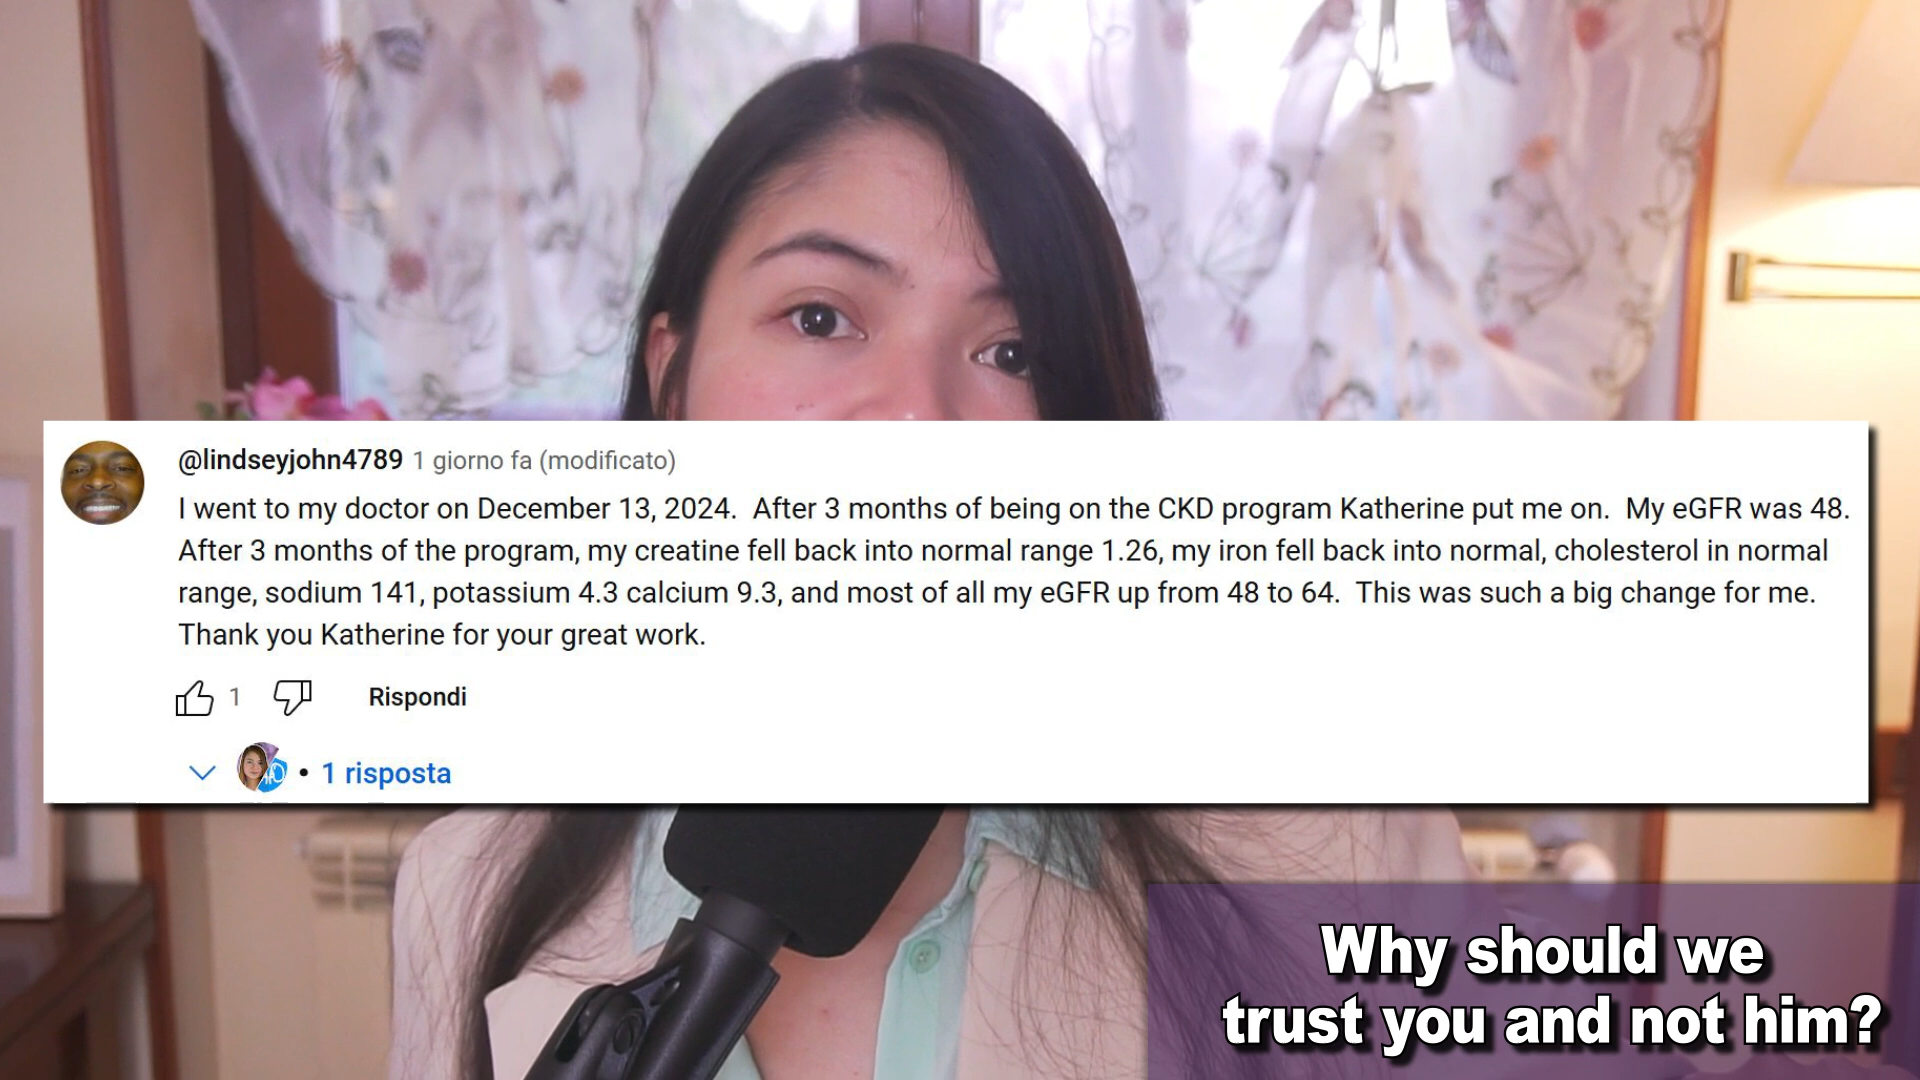 @lindseyjohn4789 1 giorno fa (modificato)
I went to my doctor on December 13, 2024.  After 3 months of being on the CKD program Katherine put me on.  My eGFR was 48.
After 3 months of the program, my creatine fell back into normal range 1.26, my iron fell back into normal, cholesterol in normal
range, sodium 141, potassium 4.3 calcium 9.3, and most of all my eGFR up from 48 to 64.  This was such a big change for me.
Thank you Katherine for your great work.
1 Rispondi
• 1 risposta
Why should we
trust you and not him?